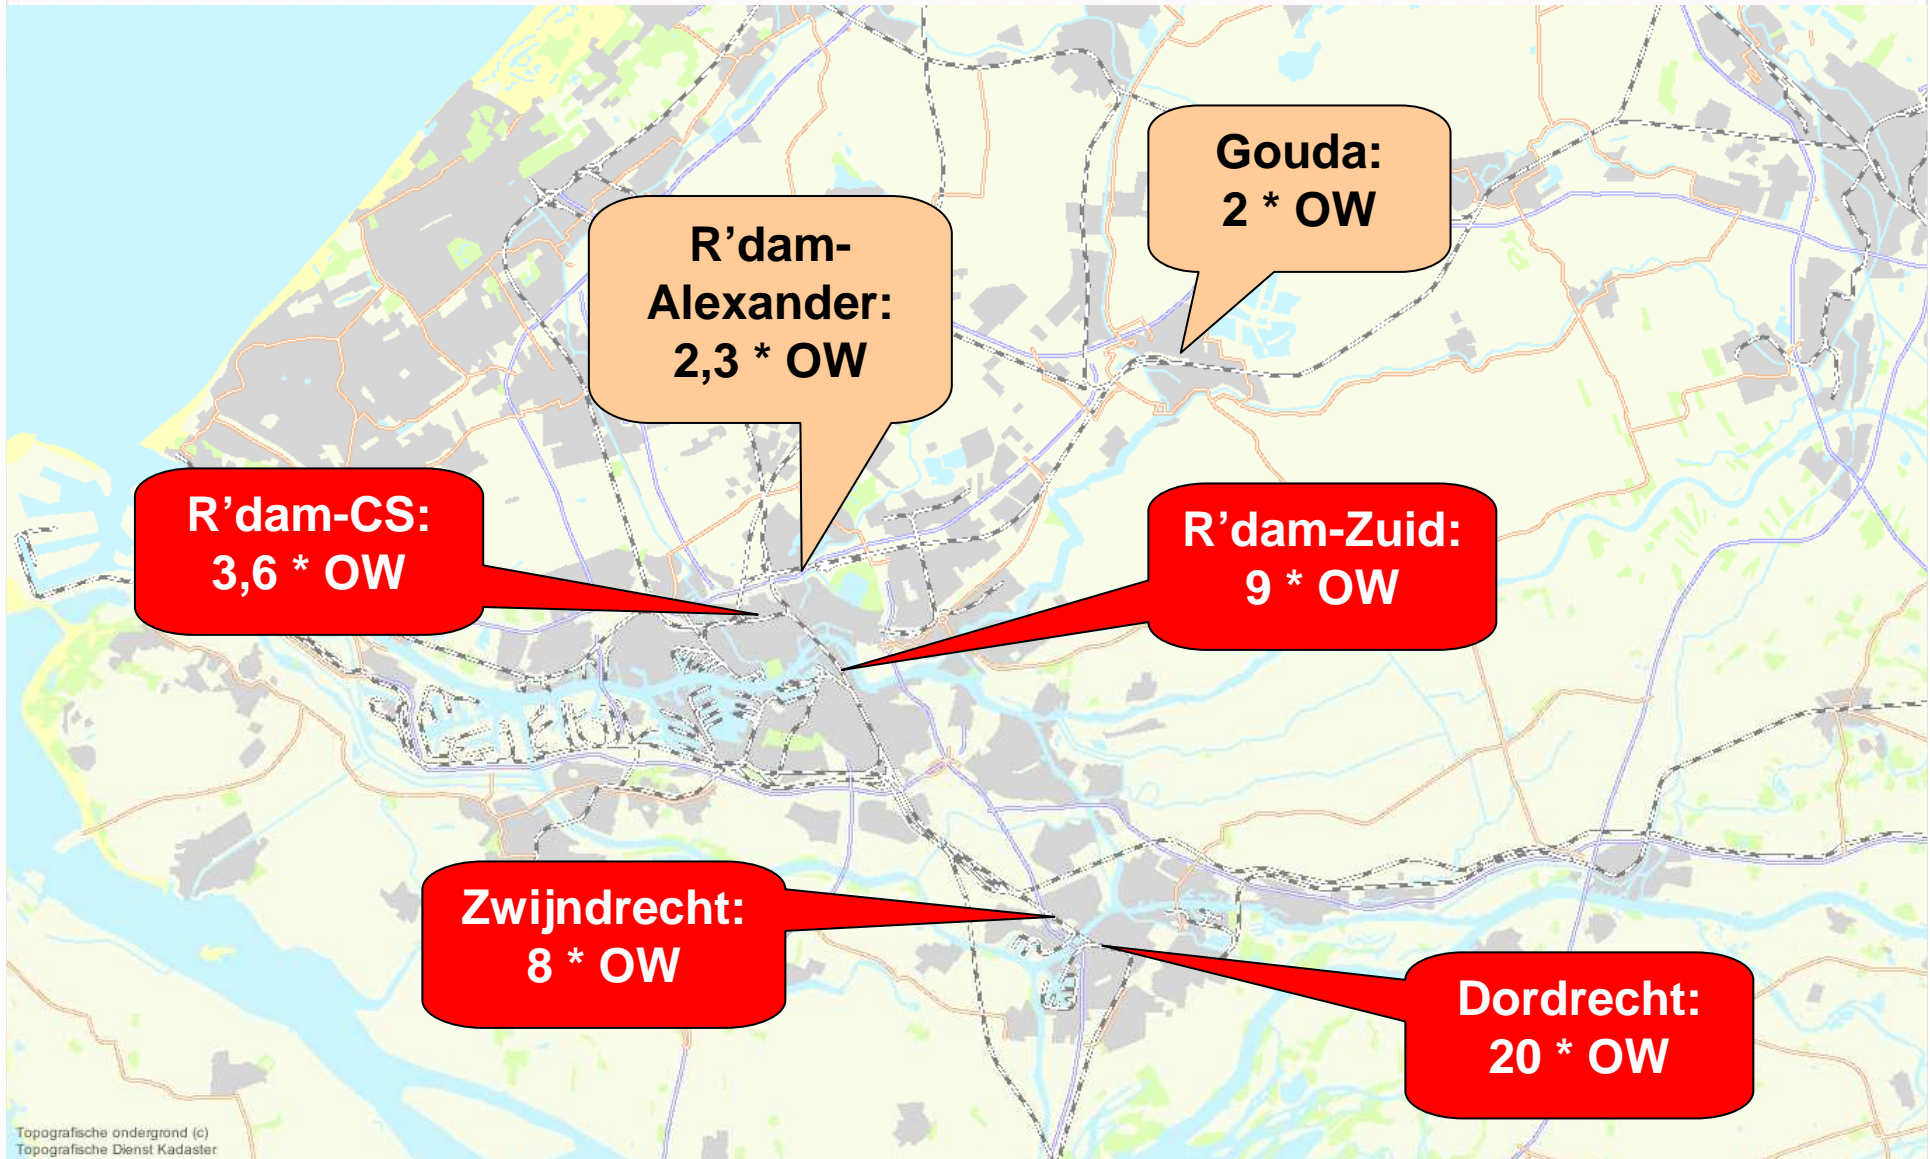 Gouda:
2 * OW
R’dam-
Alexander:
2,3 * OW
R’dam-CS:
3,6 * OW
R’dam-Zuid:
9 * OW
Zwijndrecht:
8 * OW
Dordrecht:
20 * OW
Topografische ondergrond (c)
Topografische Dienst Kadaster